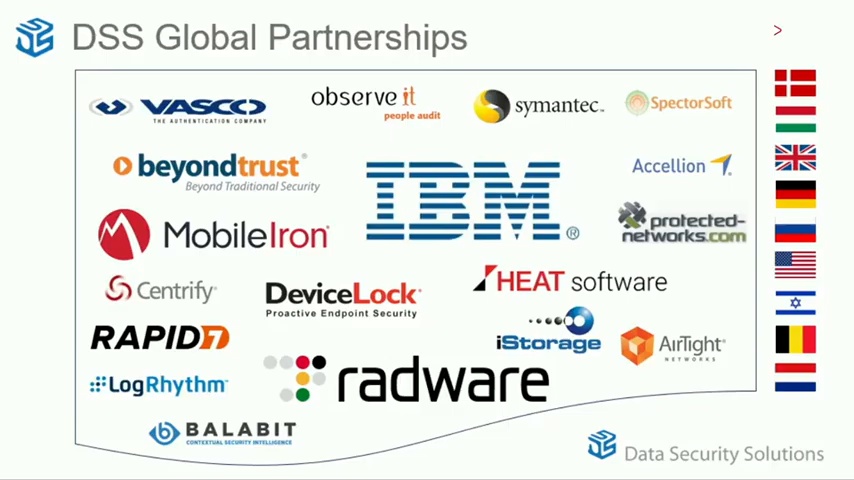 DSS Global Partnerships
>
VASCO
THE AUTHENTICATION COMPANY
observe it
people audit
symantec™
SpectorSoft
beyondtrust®
Beyond Traditional Security
IBM®
Accellion
MobileIron®
protected-
networks.com
Centrify®
DeviceLock®
Proactive Endpoint Security
HEAT software
RAPID7
iStorage
AirTight®
NETWORKS
LogRhythm™
radware
BALABIT
CONTEXTUAL SECURITY INTELLIGENCE
Data Security Solutions